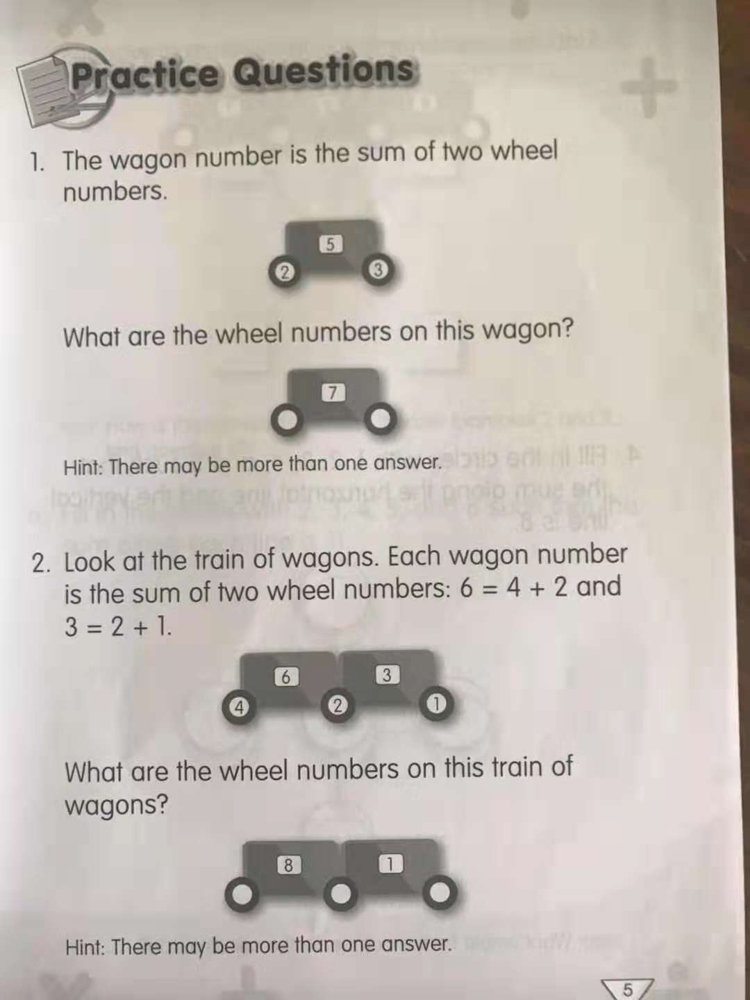 Practice Questions
1. The wagon number is the sum of two wheel
numbers.
5
2 3
What are the wheel numbers on this wagon?
7
Hint: There may be more than one answer.
2. Look at the train of wagons. Each wagon number
is the sum of two wheel numbers: 6 = 4 + 2 and
3 = 2 + 1.
6 3
4 2 1
What are the wheel numbers on this train of
wagons?
8 1
Hint: There may be more than one answer.
5